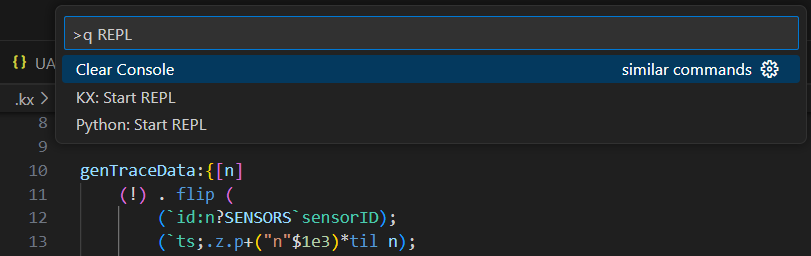 >q REPL
{} UA
Clear Console similar commands
.kx > KX: Start REPL
Python: Start REPL
8
9
10 genTraceData:{[n]
11 (!) . flip (
12 (`id:n?SENSORS`sensorID);
13 (`ts;.z.p+("n"$1e3)*til n);